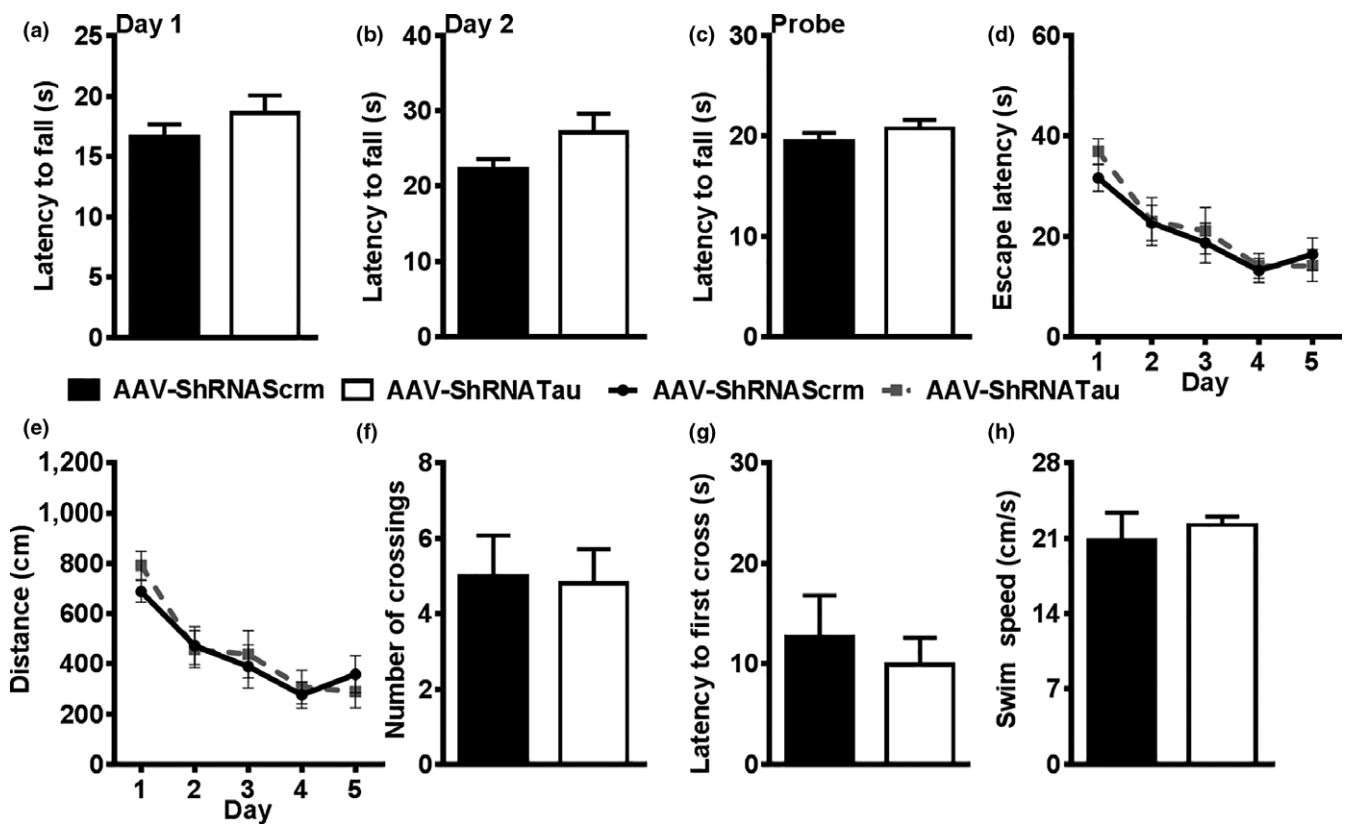 (a) Day 1
Latency to fall (s)
25
20
15
10
5
0
(b) Day 2
Latency to fall (s)
40
30
20
10
0
(c) Probe
Latency to fall (s)
30
20
10
0
(d)
Escape latency (s)
60
40
20
0
1 2 3 4 5
Day
AAV-ShRNAScrm AAV-ShRNATau AAV-ShRNAScrm AAV-ShRNATau
(e)
Distance (cm)
1,200
1,000
800
600
400
200
0
1 2 3 4 5
Day
(f)
Number of crossings
8
6
4
2
0
(g)
Latency to first cross (s)
30
20
10
0
(h)
Swim speed (cm/s)
28
21
14
7
0